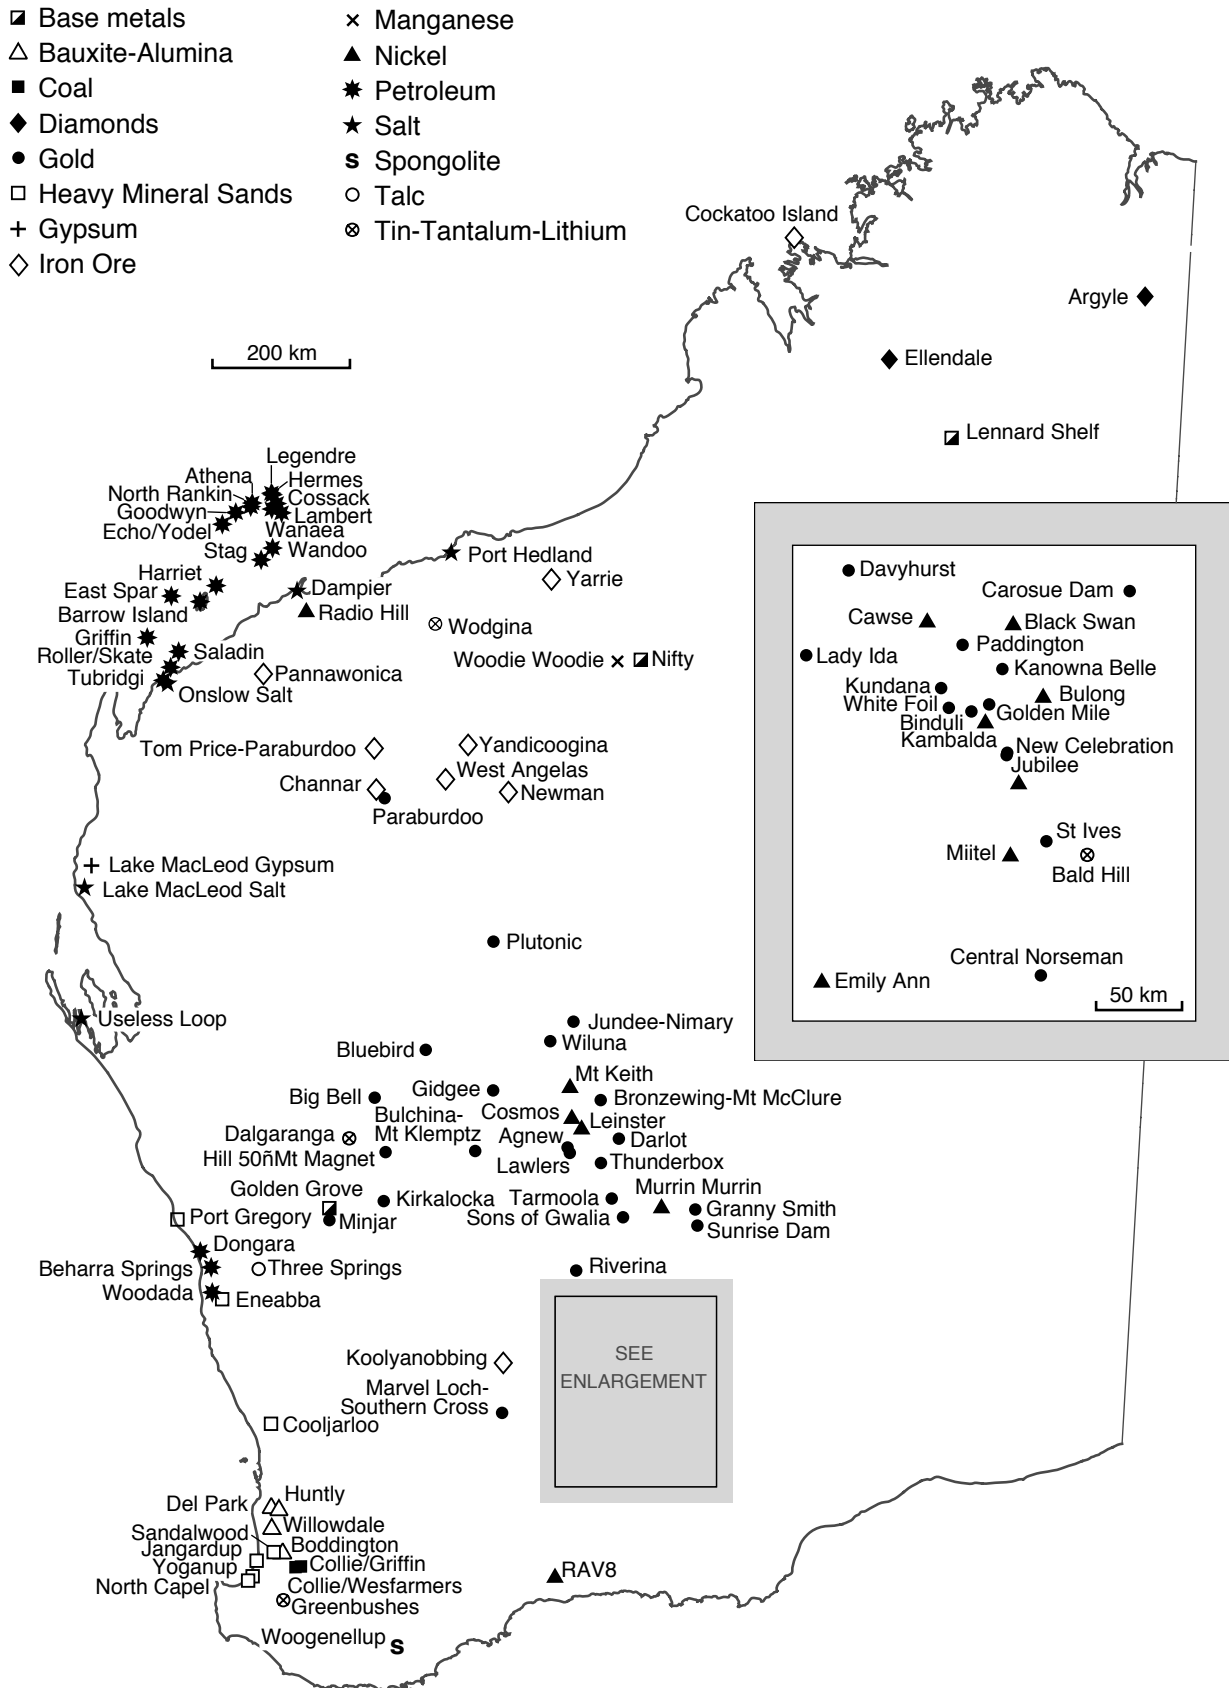 Base metals
Bauxite-Alumina
Coal
Diamonds
Gold
Heavy Mineral Sands
Gypsum
Iron Ore
Manganese
Nickel
Petroleum
Salt
s Spongolite
Talc
Tin-Tantalum-Lithium
200 km
Cockatoo Island
Argyle
Ellendale
Lennard Shelf
Legendre
Athena
Hermes
North Rankin
Cossack
Goodwyn
Lambert
Echo/Yodel
Wanaea
Stag
Wandoo
Port Hedland
Harriet
Yarrie
East Spar
Dampier
Barrow Island
Radio Hill
Griffin
Wodgina
Roller/Skate
Saladin
Woodie Woodie
Nifty
Tubridgi
Pannawonica
Onslow Salt
Tom Price-Paraburdoo
Yandicoogina
West Angelas
Channar
Newman
Paraburdoo
Lake MacLeod Gypsum
Lake MacLeod Salt
Plutonic
Useless Loop
Jundee-Nimary
Wiluna
Bluebird
Mt Keith
Gidgee
Big Bell
Bronzewing-Mt McClure
Cosmos
Bulchina-
Mt Klemptz
Leinster
Dalgaranga
Agnew
Darlot
Hill 50ñMt Magnet
Lawlers
Thunderbox
Golden Grove
Murrin Murrin
Kirkalocka
Tarmoola
Port Gregory
Minjar
Sons of Gwalia
Granny Smith
Sunrise Dam
Dongara
Beharra Springs
Three Springs
Riverina
Woodada
Eneabba
Koolyanobbing
SEE
ENLARGEMENT
Marvel Loch-
Southern Cross
Cooljarloo
Del Park
Huntly
Willowdale
Sandalwood
Jangardup
Boddington
Yoganup
Collie/Griffin
North Capel
Collie/Wesfarmers
Greenbushes
RAV8
Woogenellup
s
Davyhurst
Carosue Dam
Cawse
Black Swan
Paddington
Lady Ida
Kanowna Belle
Kundana
Bulong
White Foil
Golden Mile
Binduli
Kambalda
New Celebration
Jubilee
St Ives
Miitel
Bald Hill
Central Norseman
Emily Ann
50 km